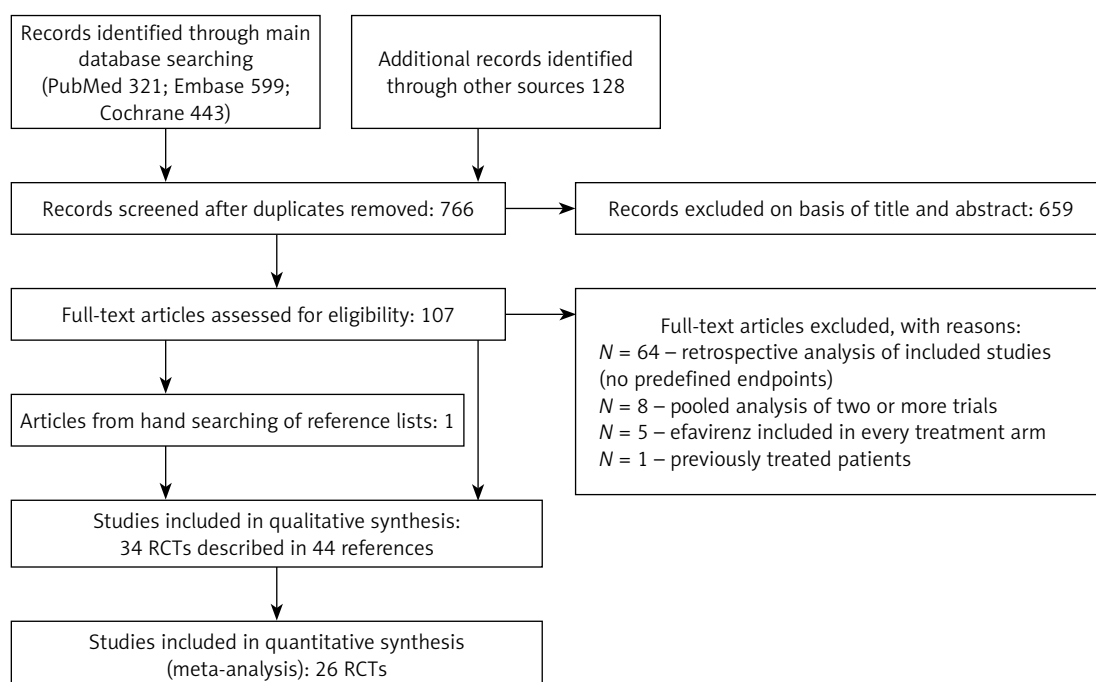 Records identified through main
database searching
(PubMed 321; Embase 599;
Cochrane 443)
Additional records identified
through other sources 128
Records screened after duplicates removed: 766
Records excluded on basis of title and abstract: 659
Full-text articles assessed for eligibility: 107
Full-text articles excluded, with reasons:
N = 64 – retrospective analysis of included studies
(no predefined endpoints)
N = 8 – pooled analysis of two or more trials
N = 5 – efavirenz included in every treatment arm
N = 1 – previously treated patients
Articles from hand searching of reference lists: 1
Studies included in qualitative synthesis:
34 RCTs described in 44 references
Studies included in quantitative synthesis
(meta-analysis): 26 RCTs